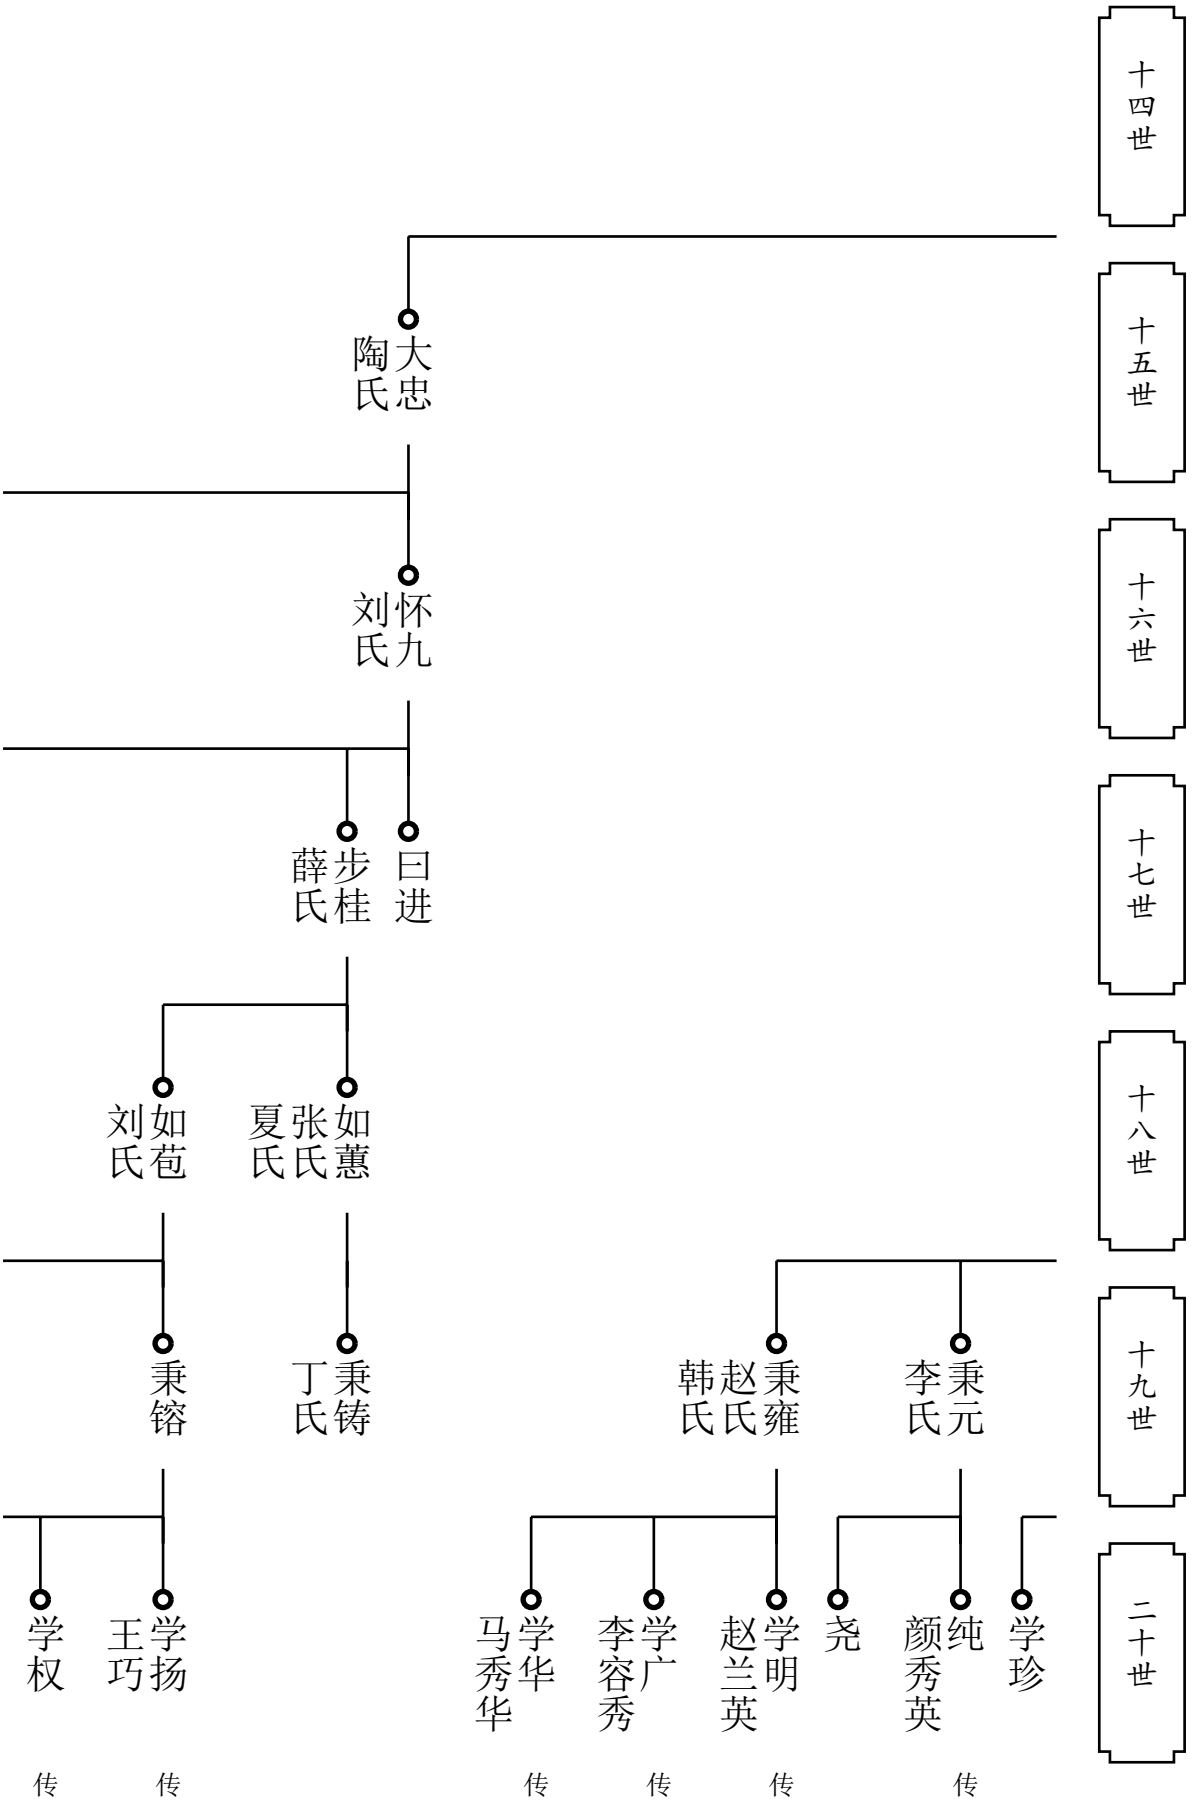 十四世
十五世
大忠
陶氏
十六世
怀九
刘氏
十七世
曰进
步桂
薛氏
十八世
如蕙
张氏
夏氏
如苞
刘氏
十九世
秉元
李氏
秉雍
赵氏
韩氏
秉铸
丁氏
秉镕
二十世
学珍
纯
颜秀英
尧
学明
赵兰英
学广
李容秀
学华
马秀华
学扬
王巧
学权
传
传
传
传
传
传